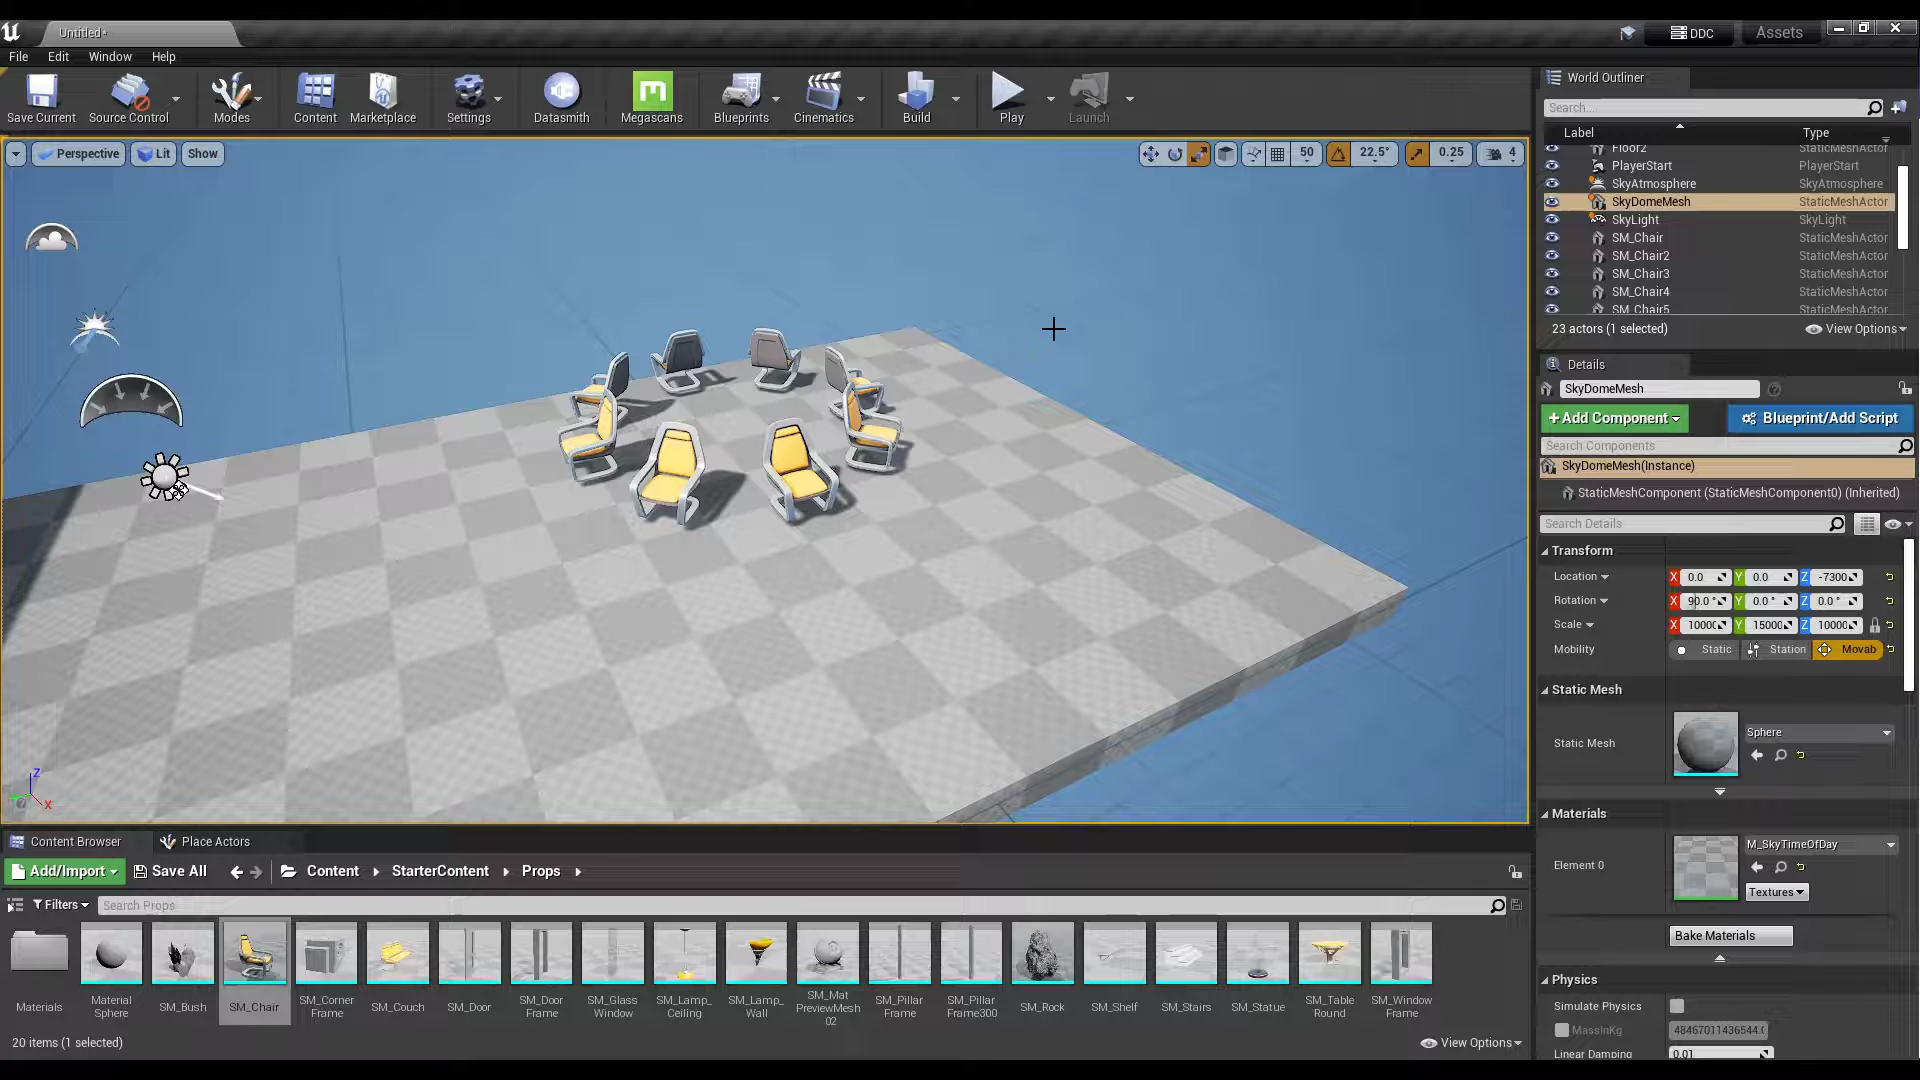 Untitled*
DDC
Assets
File Edit Window Help
Save Current
Source Control
Modes
Content
Marketplace
Settings
Datasmith
Megascans
Blueprints
Cinematics
Build
Play
Launch
Perspective
Lit
Show
50
22.5°
0.25
4
World Outliner
Search...
Label Type
Floor2 StaticMeshActor
PlayerStart PlayerStart
SkyAtmosphere SkyAtmosphere
SkyDomeMesh StaticMeshActor
SkyLight SkyLight
SM_Chair StaticMeshActor
SM_Chair2 StaticMeshActor
SM_Chair3 StaticMeshActor
SM_Chair4 StaticMeshActor
SM_Chair5 StaticMeshActor
23 actors (1 selected) View Options
Details
SkyDomeMesh
+Add Component
Blueprint/Add Script
Search Components
SkyDomeMesh(Instance)
StaticMeshComponent (StaticMeshComponent0) (Inherited)
Search Details
Transform
Location X 0.0 Y 0.0 Z -7300
Rotation X 90.0 ° Y 0.0 ° Z 0.0 °
Scale X 10000 Y 15000 Z 10000
Mobility Static Station Movab
Static Mesh
Static Mesh Sphere
Materials
Element 0 M_SkyTimeOfDay
Textures
Bake Materials
Physics
Simulate Physics
MassInKg 48467011436544.0
Linear Damping 0.01
Z
X
Content Browser
Place Actors
Add/Import
Save All
Content
StarterContent
Props
Filters
Search Props
Materials
Material
Sphere
SM_Bush
SM_Chair
SM_Corner
Frame
SM_Couch
SM_Door
SM_Door
Frame
SM_Glass
Window
SM_Lamp_
Ceiling
SM_Lamp_
Wall
SM_Mat
PreviewMesh
02
SM_Pillar
Frame
SM_Pillar
Frame300
SM_Rock
SM_Shelf
SM_Stairs
SM_Statue
SM_Table
Round
SM_Window
Frame
20 items (1 selected)
View Options